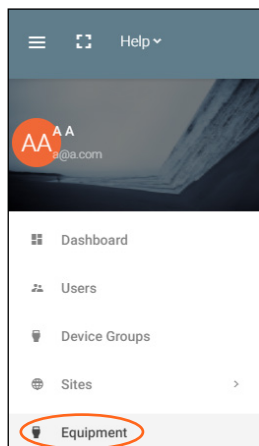 Help
AA
A A
a@a.com
Dashboard
Users
Device Groups
Sites
Equipment